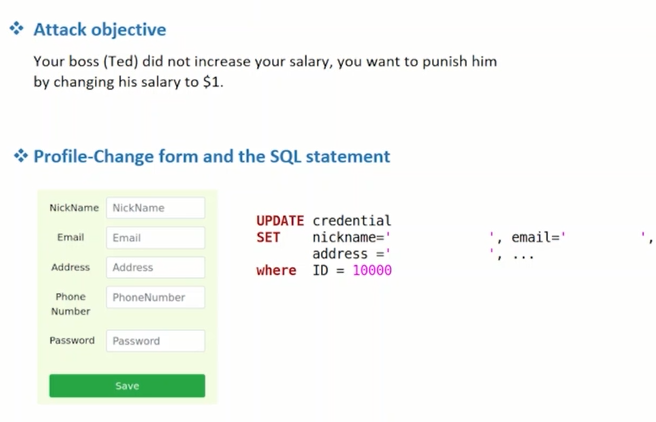 ❖ Attack objective
Your boss (Ted) did not increase your salary, you want to punish him
by changing his salary to $1.
❖ Profile-Change form and the SQL statement
NickName NickName
Email Email
Address Address
Phone
Number PhoneNumber
Password Password
Save
UPDATE credential
SET nickname=' ', email=' ',
address =' ', ...
where ID = 10000